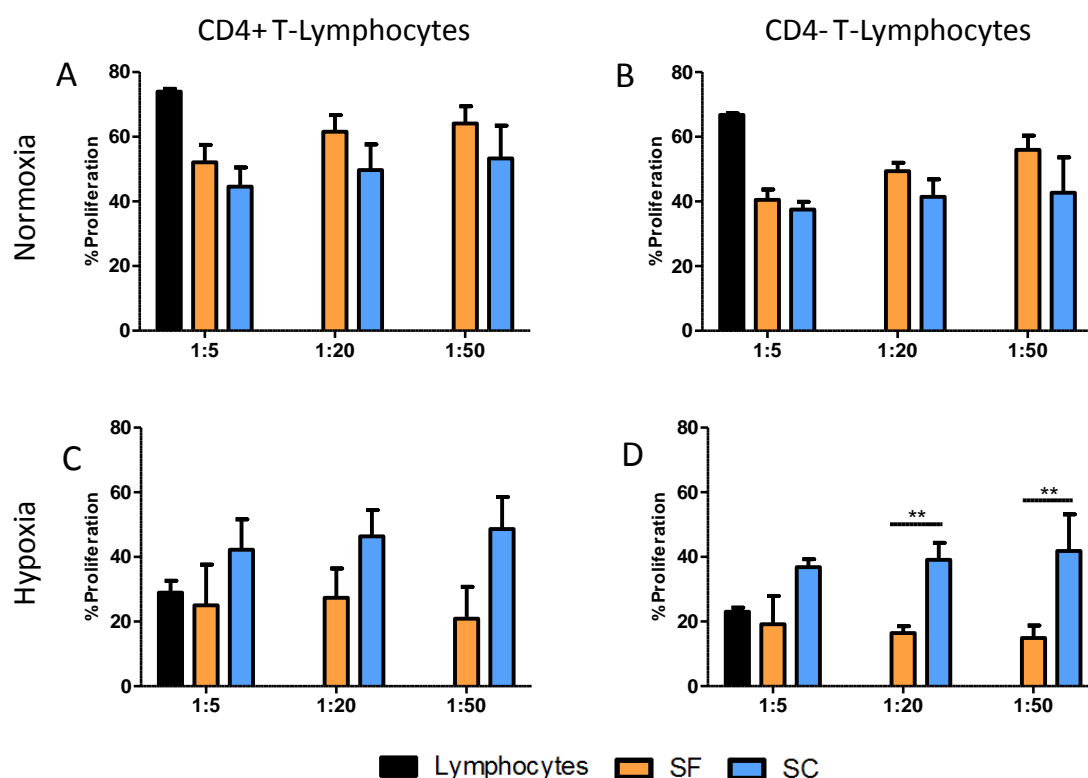 CD4+ T-Lymphocytes
CD4- T-Lymphocytes
Normoxia
A
%Proliferation
80
60
40
20
0
1:5
1:20
1:50
B
%Proliferation
80
60
40
20
0
1:5
1:20
1:50
Hypoxia
C
%Proliferation
80
60
40
20
0
1:5
1:20
1:50
D
%Proliferation
80
60
40
20
0
**
**
1:5
1:20
1:50
Lymphocytes SF SC